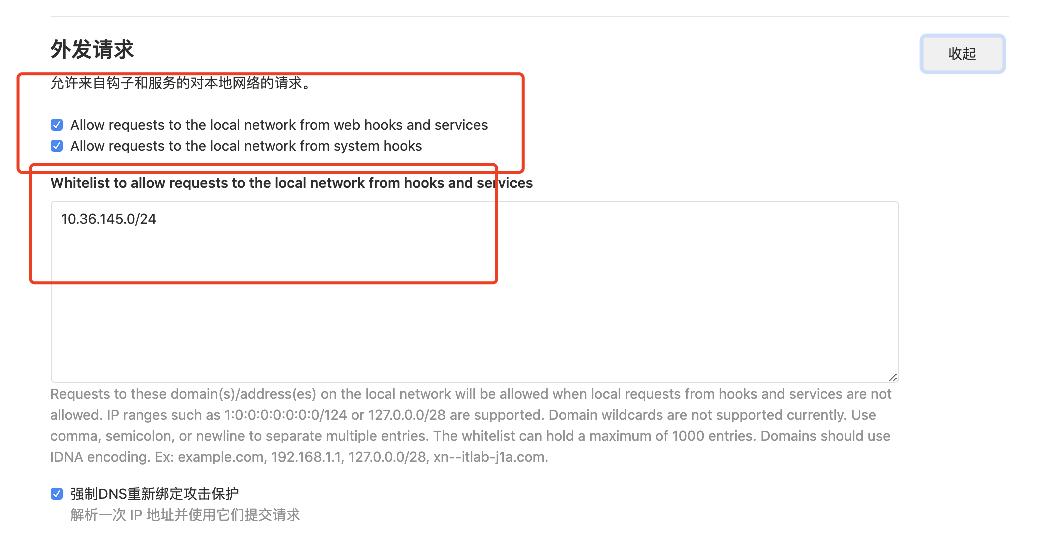 外发请求
收起
允许来自钩子和服务的对本地网络的请求。
Allow requests to the local network from web hooks and services
Allow requests to the local network from system hooks
Whitelist to allow requests to the local network from hooks and services
10.36.145.0/24
Requests to these domain(s)/address(es) on the local network will be allowed when local requests from hooks and services are not
allowed. IP ranges such as 1:0:0:0:0:0:0:0/124 or 127.0.0.0/28 are supported. Domain wildcards are not supported currently. Use
comma, semicolon, or newline to separate multiple entries. The whitelist can hold a maximum of 1000 entries. Domains should use
IDNA encoding. Ex: example.com, 192.168.1.1, 127.0.0.0/28, xn--itlab-j1a.com.
强制DNS重新绑定攻击保护
解析一次 IP 地址并使用它们提交请求